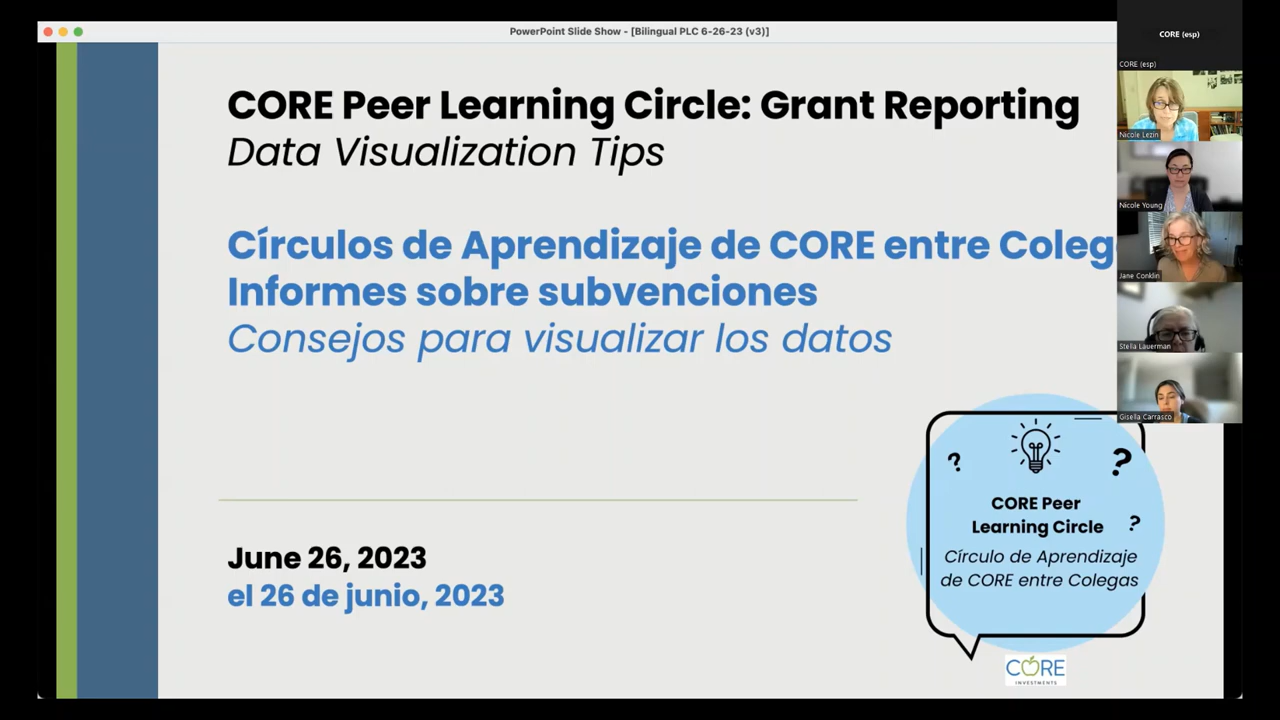 PowerPoint Slide Show - [Bilingual PLC 6-26-23 (v3)]
CORE Peer Learning Circle: Grant Reporting
Data Visualization Tips
Círculos de Aprendizaje de CORE entre Coleg
Informes sobre subvenciones
Consejos para visualizar los datos
June 26, 2023
el 26 de junio, 2023
? ?
CORE Peer
Learning Circle ?
Círculo de Aprendizaje
de CORE entre Colegas
CORE
INVESTMENTS
CORE (esp)
CORE (esp)
Nicole Lezin
Nicole Young
Jane Conklin
Stella Lauerman
Gisella Carrasco